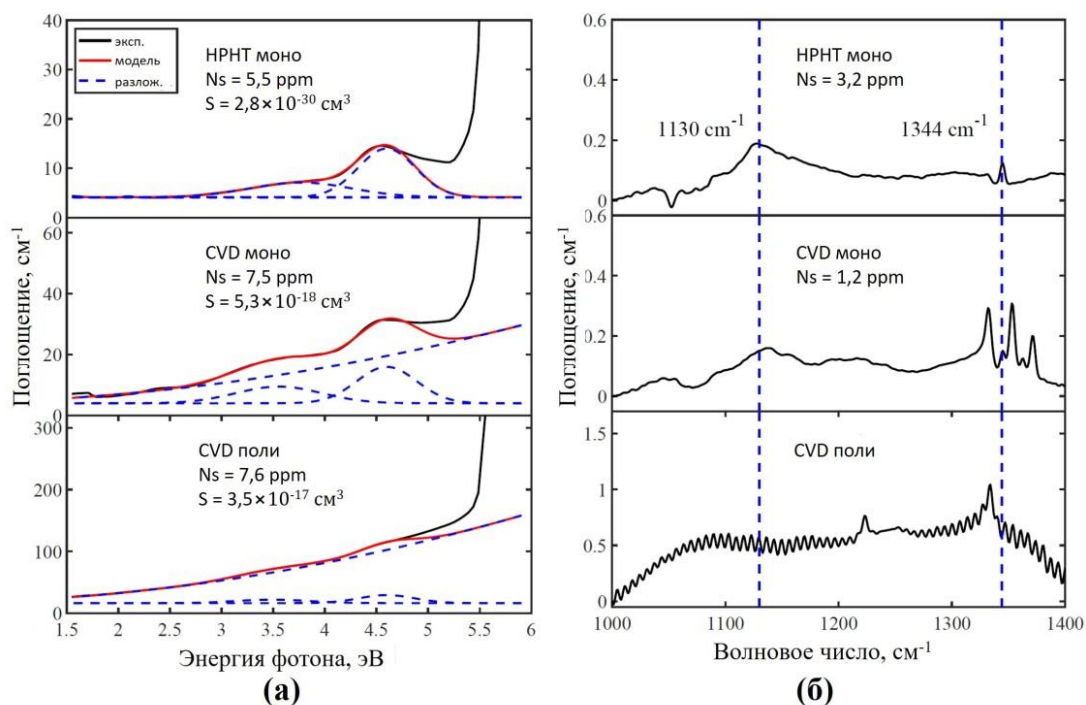 40
30
20
10
0
эксп.
модель
разлож.
HPHT моно
Ns = 5,5 ppm
S = 2,8×10⁻³⁰ см³
60
40
20
0
CVD моно
Ns = 7,5 ppm
S = 5,3×10⁻¹⁸ см³
300
200
100
0
CVD поли
Ns = 7,6 ppm
S = 3,5×10⁻¹⁷ см³
Поглощение, см⁻¹
1.5 2 2.5 3 3.5 4 4.5 5 5.5 6
Энергия фотона, эВ
(а)
0.6
0.4
0.2
0
HPHT моно
Ns = 3,2 ppm
1130 cm⁻¹
1344 cm⁻¹
0.6
0.4
0.2
0
CVD моно
Ns = 1,2 ppm
1.5
1
0.5
0
CVD поли
Поглощение, см⁻¹
1000 1100 1200 1300 1400
Волновое число, см⁻¹
(б)